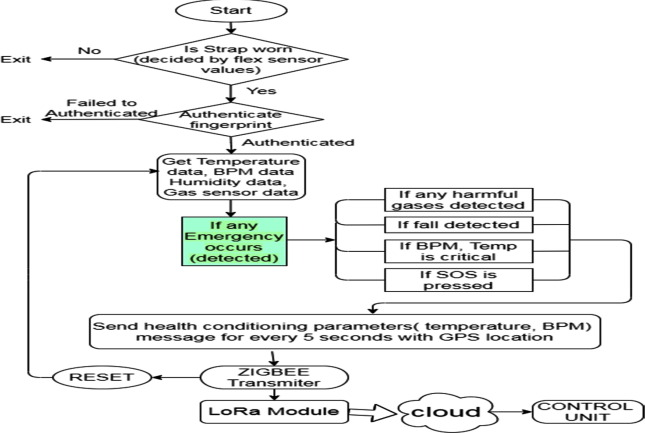 Start
Is Strap worn
(decided by flex sensor
values)
No
Exit
Yes
Failed to
Authenticated
Exit
Authenticate
fingerprint
Authenticated
Get Temperature
data, BPM data
Humidity data,
Gas sensor data
If any
Emergency
occurs
(detected)
If any harmful
gases detected
If fall detected
If BPM, Temp
is critical
If SOS is
pressed
Send health conditioning parameters( temperature, BPM)
message for every 5 seconds with GPS location
RESET
ZIGBEE
Transmiter
LoRa Module
cloud
CONTROL
UNIT